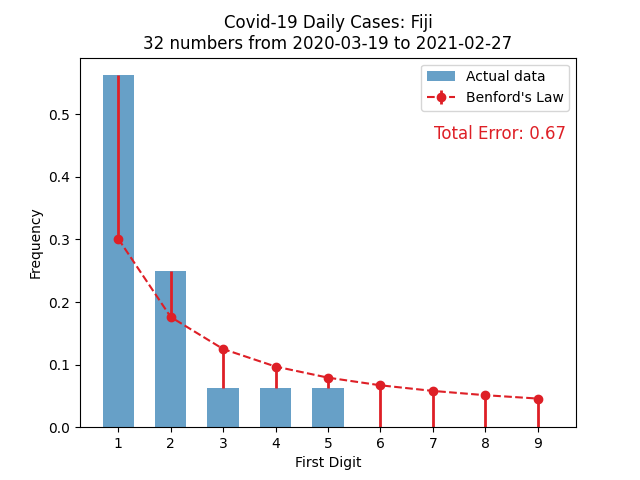 Covid-19 Daily Cases: Fiji
32 numbers from 2020-03-19 to 2021-02-27
Actual data
Benford's Law
Total Error: 0.67
Frequency
0.5
0.4
0.3
0.2
0.1
0.0
1 2 3 4 5 6 7 8 9
First Digit